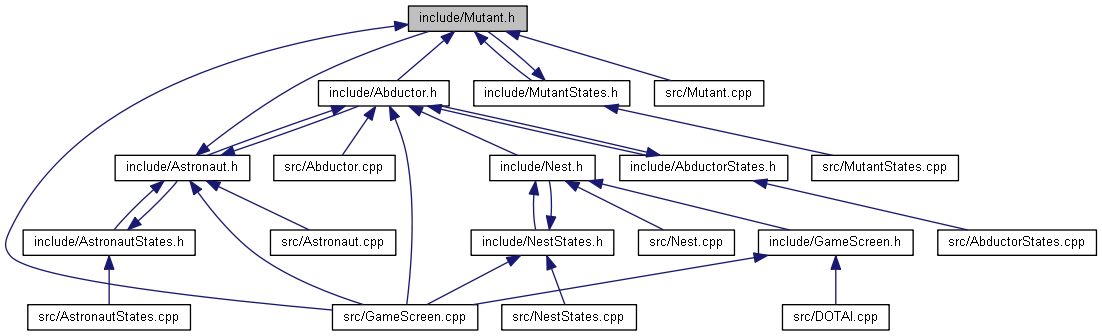 include/Mutant.h
include/Abductor.h
include/MutantStates.h
src/Mutant.cpp
include/Astronaut.h
src/Abductor.cpp
include/Nest.h
include/AbductorStates.h
src/MutantStates.cpp
include/AstronautStates.h
src/Astronaut.cpp
include/NestStates.h
src/Nest.cpp
include/GameScreen.h
src/AbductorStates.cpp
src/AstronautStates.cpp
src/GameScreen.cpp
src/NestStates.cpp
src/DOTAI.cpp